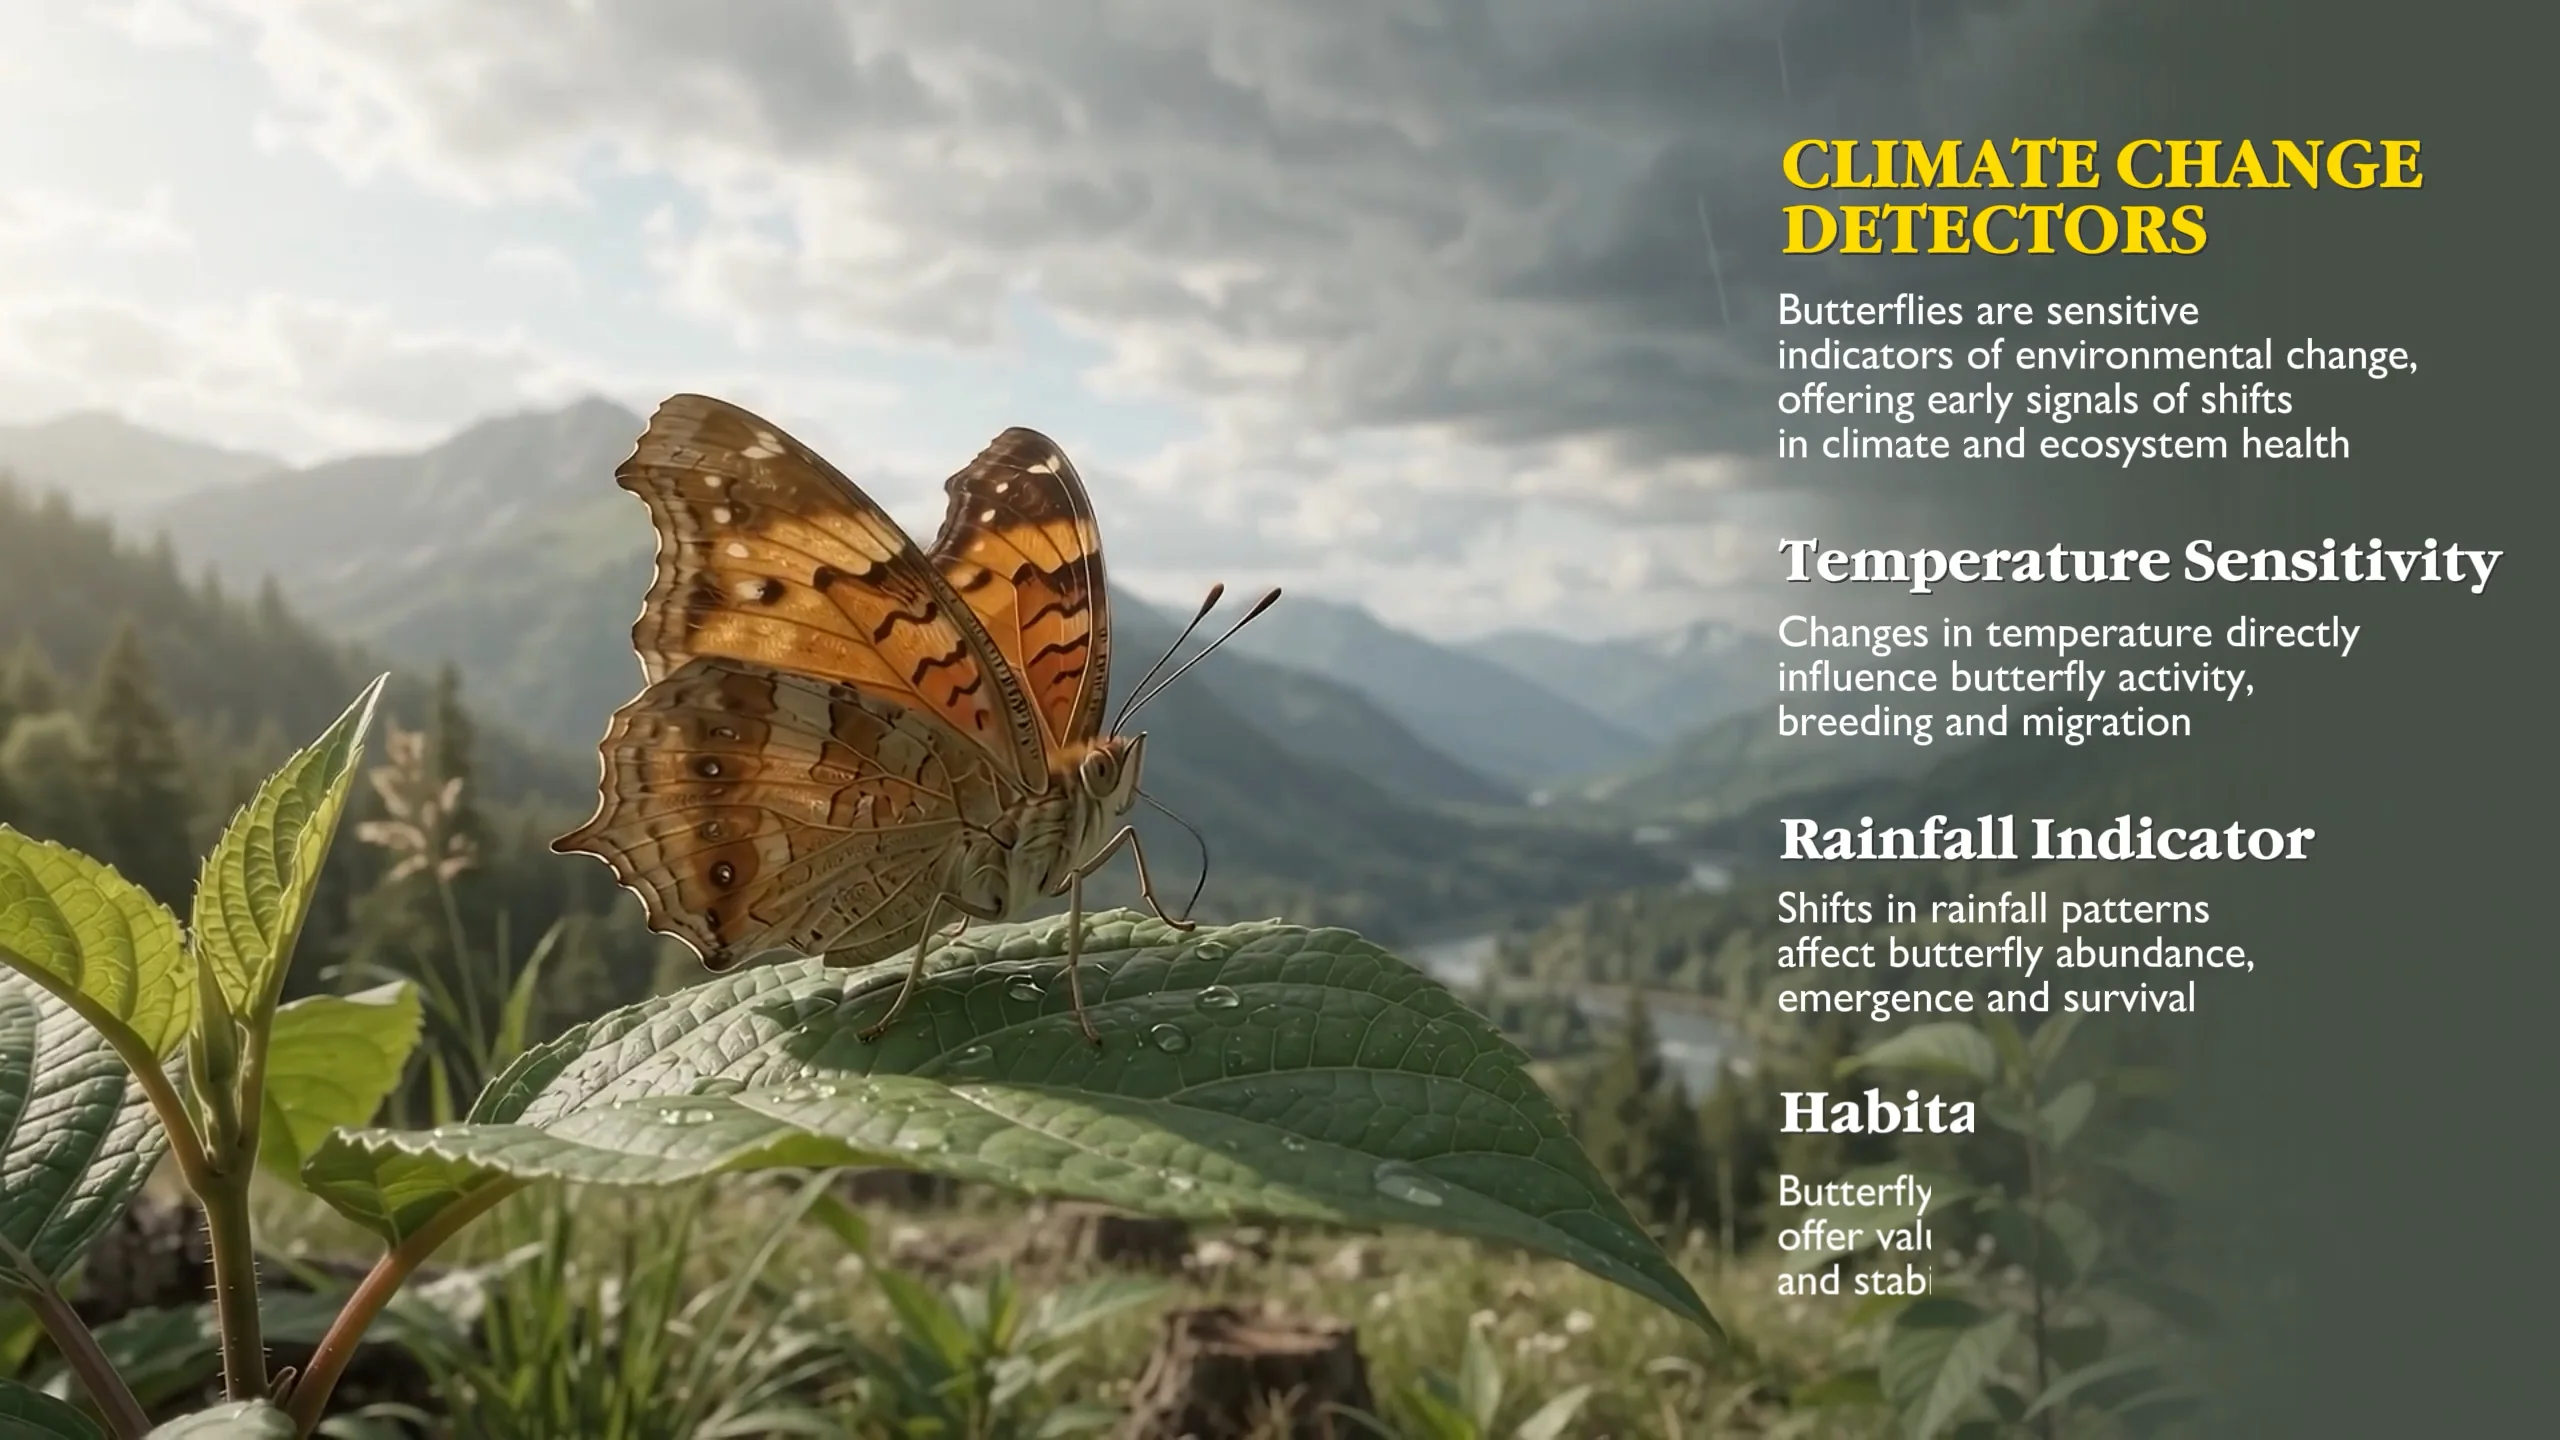 CLIMATE CHANGE
DETECTORS
Butterflies are sensitive
indicators of environmental change,
offering early signals of shifts
in climate and ecosystem health
Temperature Sensitivity
Changes in temperature directly
influence butterfly activity,
breeding and migration
Rainfall Indicator
Shifts in rainfall patterns
affect butterfly abundance,
emergence and survival
Habita
Butterfly
offer
and